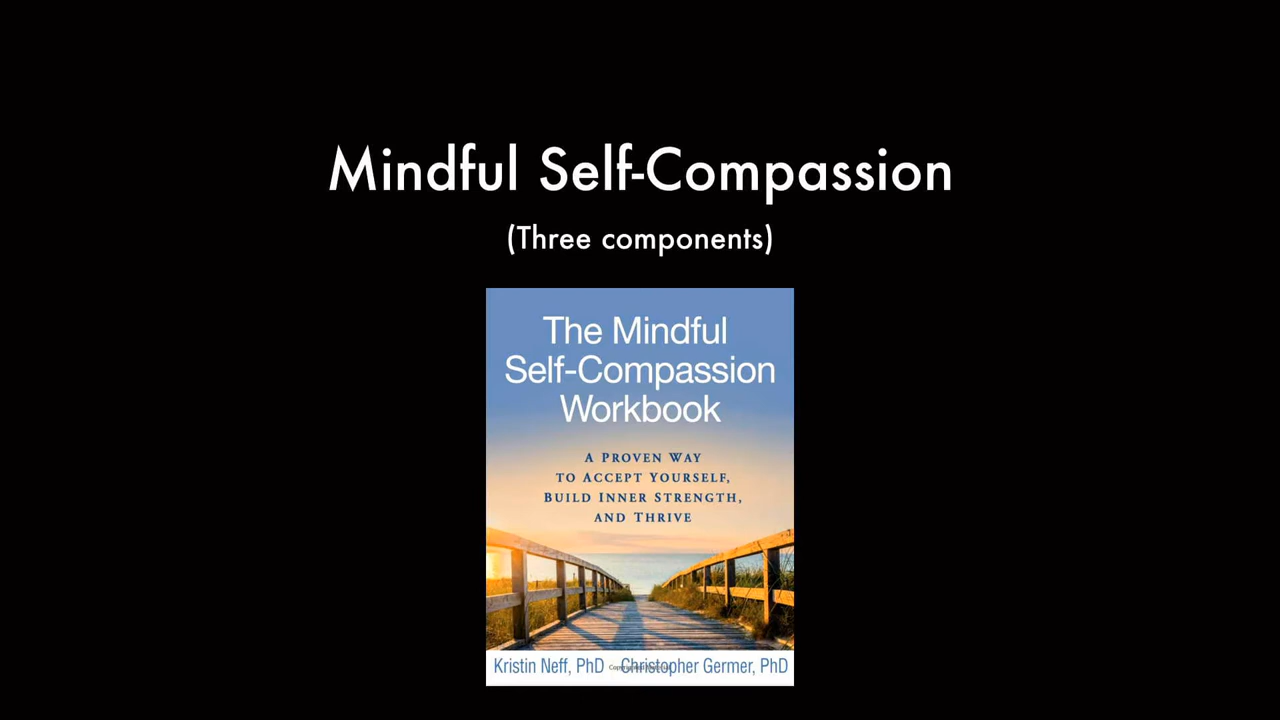 Mindful Self-Compassion
(Three components)
The Mindful
Self-Compassion
Workbook
A PROVEN WAY
TO ACCEPT YOURSELF,
BUILD INNER STRENGTH,
AND THRIVE
Kristin Neff, PhD Christopher Germer, PhD